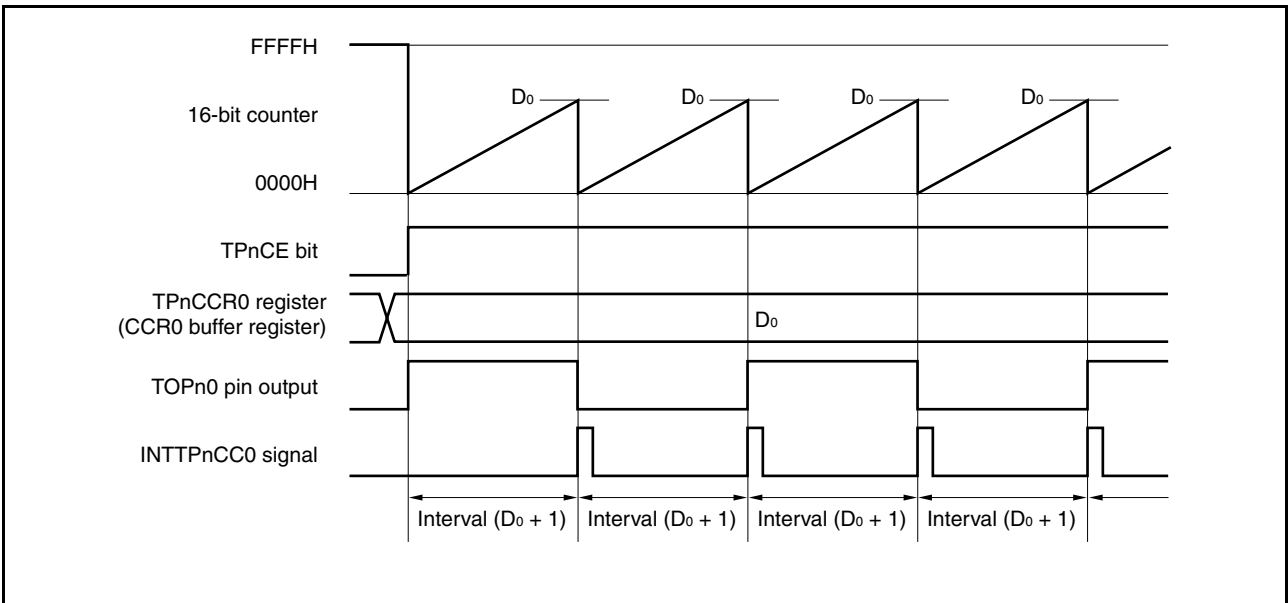 FFFFH
D0 D0 D0 D0
16-bit counter
0000H
TPnCE bit
TPnCCR0 register
(CCR0 buffer register)
D0
TOPn0 pin output
INTTPnCC0 signal
Interval (D0 + 1) Interval (D0 + 1) Interval (D0 + 1) Interval (D0 + 1)